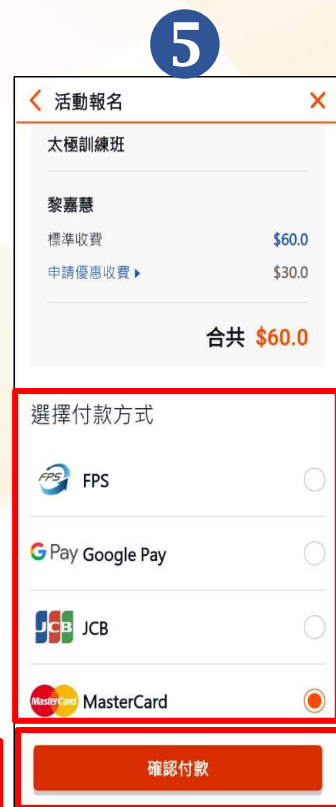 5
活動報名
太極訓練班
黎嘉慧
標準收費 $60.0
申請優惠收費 $30.0
合共 $60.0
選擇付款方式
FPS FPS
G Pay Google Pay
JCB JCB
MasterCard MasterCard
確認付款